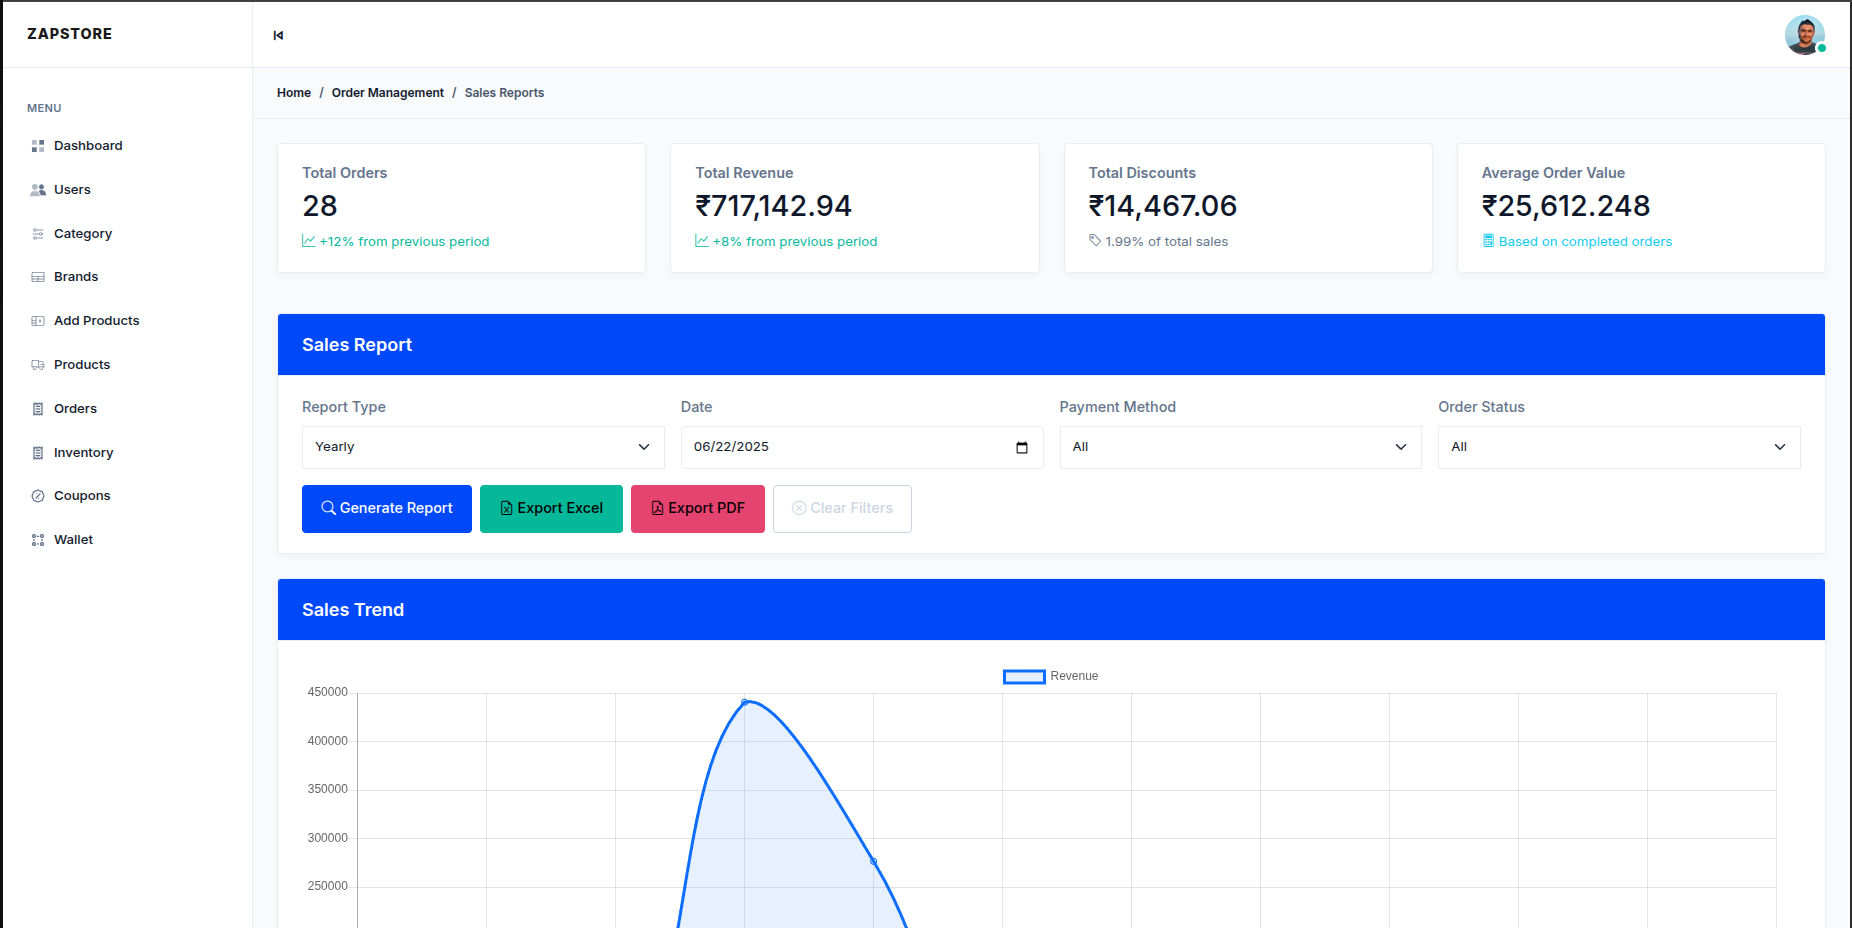 ZAPSTORE
MENU
Dashboard
Users
Category
Brands
Add Products
Products
Orders
Inventory
Coupons
Wallet
Home / Order Management / Sales Reports
Total Orders
28
+12% from previous period
Total Revenue
₹717,142.94
+8% from previous period
Total Discounts
₹14,467.06
1.99% of total sales
Average Order Value
₹25,612.248
Based on completed orders
Sales Report
Report Type
Yearly
Date
06/22/2025
Payment Method
All
Order Status
All
Generate Report
Export Excel
Export PDF
Clear Filters
Sales Trend
Revenue
450000
400000
350000
300000
250000